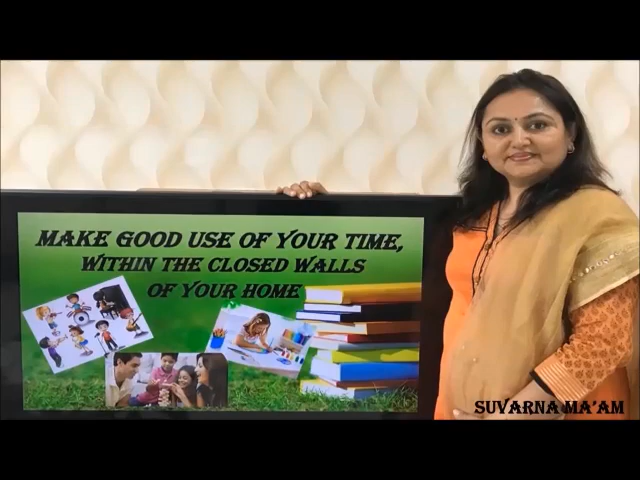 MAKE GOOD USE OF YOUR TIME,
WITHIN THE CLOSED WALLS
OF YOUR HOME
SUVARNA MA'AM